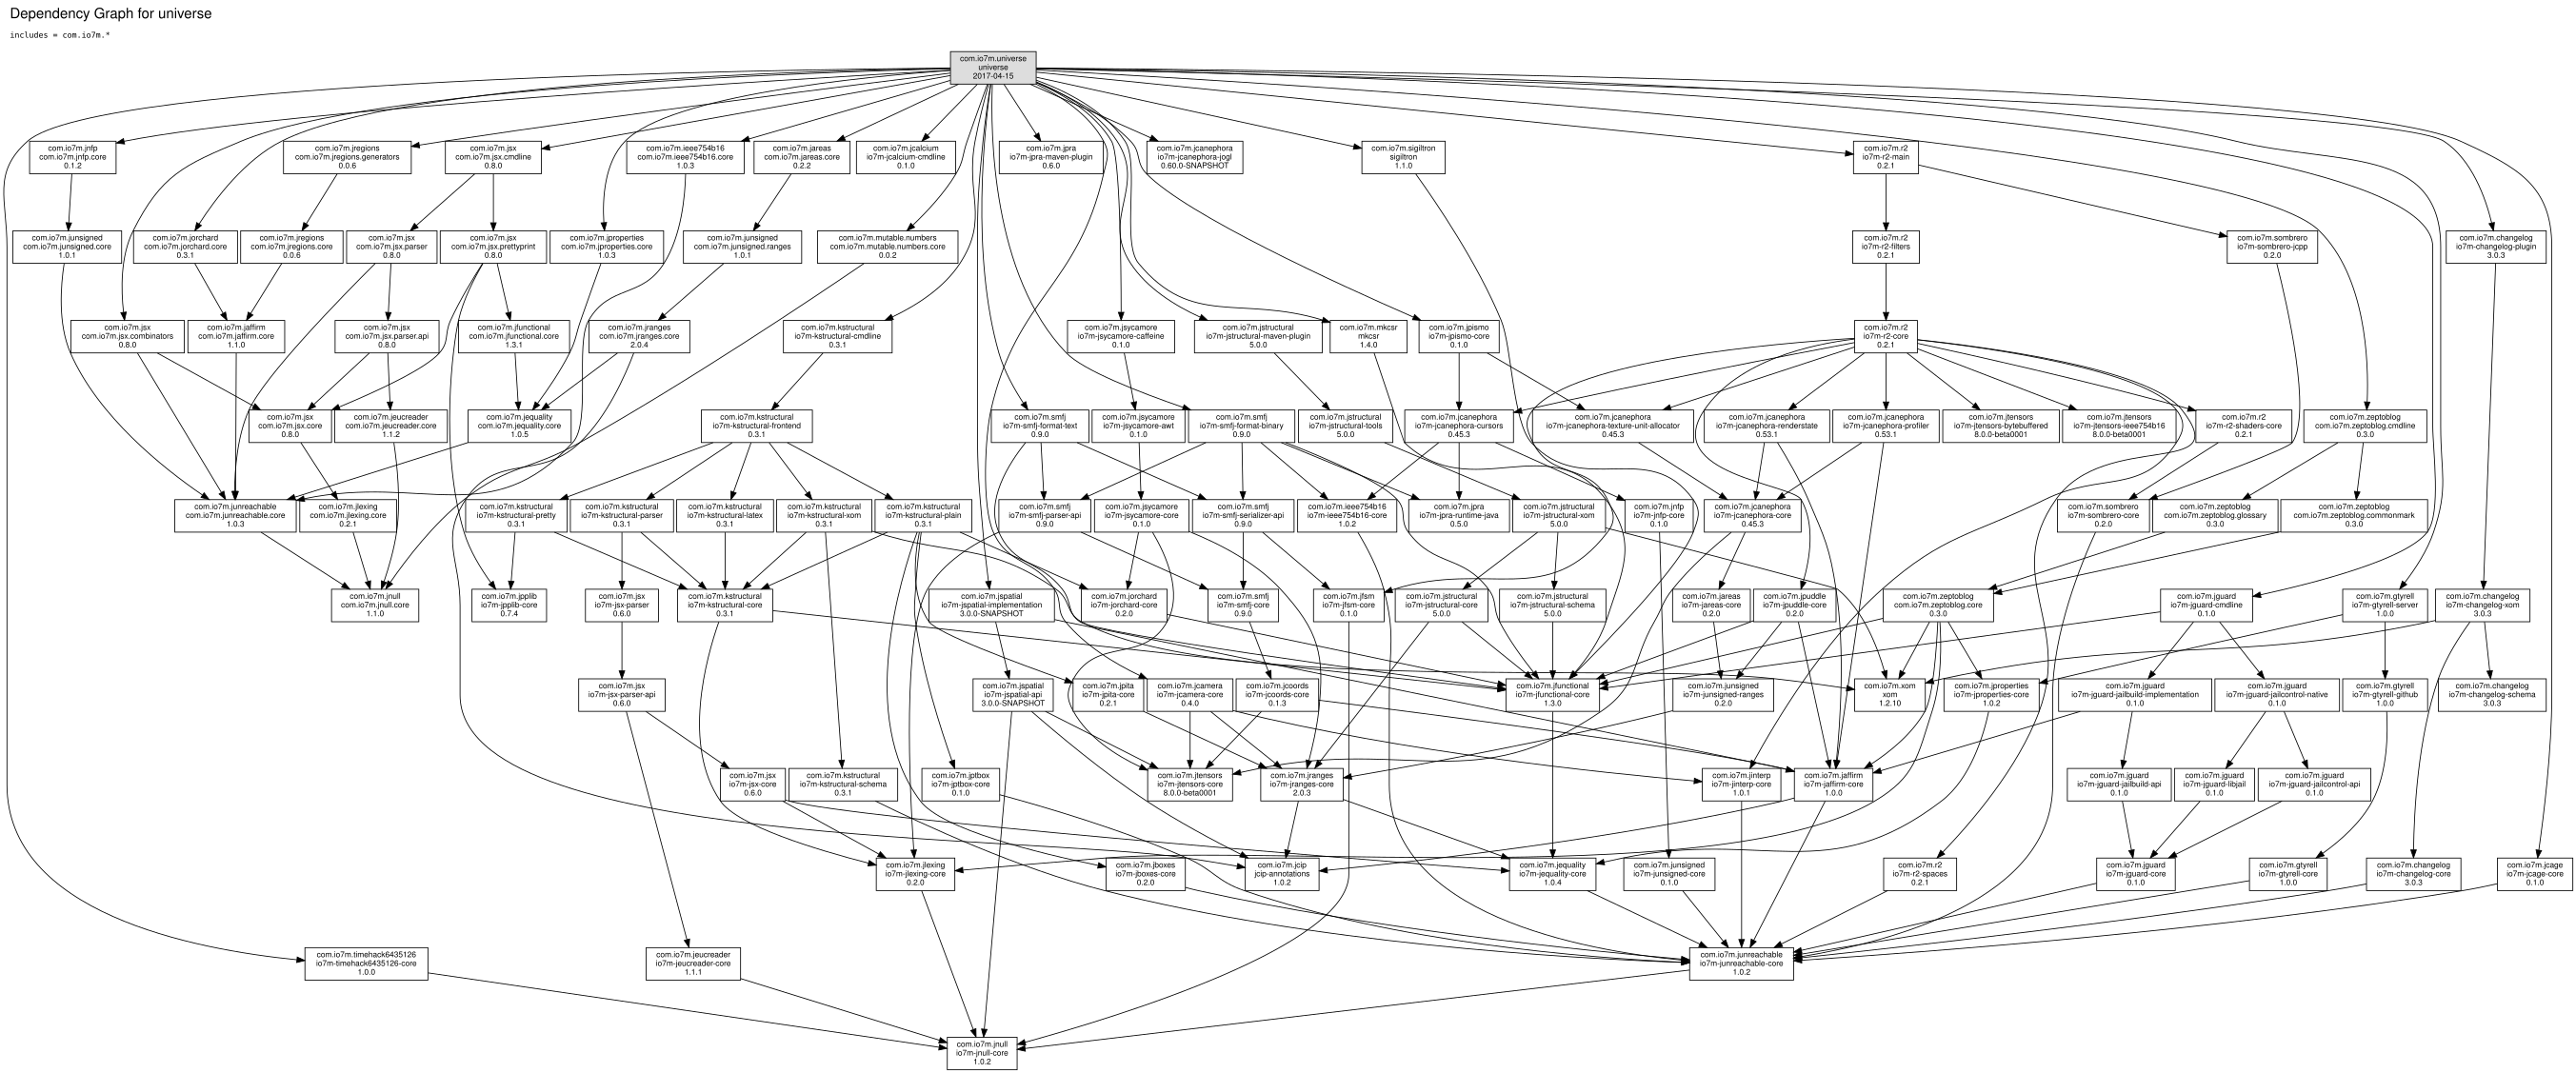 Dependency Graph for universe
includes = com.io7m.*
com.io7m.universe
universe
2017-04-15
com.io7m.jnfp
com.io7m.jnfp.core
0.1.2
com.io7m.jregions
com.io7m.jregions.generators
0.0.6
com.io7m.jsx
com.io7m.jsx.cmdline
0.8.0
com.io7m.ieee754b16
com.io7m.ieee754b16.core
1.0.3
com.io7m.jareas
com.io7m.jareas.core
0.2.2
com.io7m.jcalcium
io7m-jcalcium-cmdline
0.1.0
com.io7m.jpra
io7m-jpra-maven-plugin
0.6.0
com.io7m.jcanephora
io7m-jcanephora-jogl
0.60.0-SNAPSHOT
com.io7m.sigiltron
sigiltron
1.1.0
com.io7m.r2
io7m-r2-main
0.2.1
com.io7m.junsigned
com.io7m.junsigned.core
1.0.1
com.io7m.jorchard
com.io7m.jorchard.core
0.3.1
com.io7m.jregions
com.io7m.jregions.core
0.0.6
com.io7m.jsx
com.io7m.jsx.parser
0.8.0
com.io7m.jsx
com.io7m.jsx.prettyprint
0.8.0
com.io7m.jproperties
com.io7m.jproperties.core
1.0.3
com.io7m.junsigned
com.io7m.junsigned.ranges
1.0.1
com.io7m.mutable.numbers
com.io7m.mutable.numbers.core
0.0.2
com.io7m.r2
io7m-r2-filters
0.2.1
com.io7m.sombrero
io7m-sombrero-jcpp
0.2.0
com.io7m.changelog
io7m-changelog-plugin
3.0.3
com.io7m.jsx
com.io7m.jsx.combinators
0.8.0
com.io7m.jaffirm
com.io7m.jaffirm.core
1.1.0
com.io7m.jsx
com.io7m.jsx.parser.api
0.8.0
com.io7m.jfunctional
com.io7m.jfunctional.core
1.3.1
com.io7m.jranges
com.io7m.jranges.core
2.0.4
com.io7m.kstructural
io7m-kstructural-cmdline
0.3.1
com.io7m.jsycamore
io7m-jsycamore-caffeine
0.1.0
com.io7m.jstructural
io7m-jstructural-maven-plugin
5.0.0
com.io7m.mkcsr
mkcsr
1.4.0
com.io7m.jpismo
io7m-jpismo-core
0.1.0
com.io7m.r2
io7m-r2-core
0.2.1
com.io7m.jsx
com.io7m.jsx.core
0.8.0
com.io7m.jeucreader
com.io7m.jeucreader.core
1.1.2
com.io7m.jequality
com.io7m.jequality.core
1.0.5
com.io7m.kstructural
io7m-kstructural-frontend
0.3.1
com.io7m.smfj
io7m-smfj-format-text
0.9.0
com.io7m.jsycamore
io7m-jsycamore-awt
0.1.0
com.io7m.smfj
io7m-smfj-format-binary
0.9.0
com.io7m.jstructural
io7m-jstructural-tools
5.0.0
com.io7m.jcanephora
io7m-jcanephora-cursors
0.45.3
com.io7m.jcanephora
io7m-jcanephora-texture-unit-allocator
0.45.3
com.io7m.jcanephora
io7m-jcanephora-renderstate
0.53.1
com.io7m.jcanephora
io7m-jcanephora-profiler
0.53.1
com.io7m.jtensors
io7m-jtensors-bytebuffered
8.0.0-beta0001
com.io7m.jtensors
io7m-jtensors-ieee754b16
8.0.0-beta0001
com.io7m.r2
io7m-r2-shaders-core
0.2.1
com.io7m.zeptoblog
com.io7m.zeptoblog.cmdline
0.3.0
com.io7m.junreachable
com.io7m.junreachable.core
1.0.3
com.io7m.jlexing
com.io7m.jlexing.core
0.2.1
com.io7m.kstructural
io7m-kstructural-pretty
0.3.1
com.io7m.kstructural
io7m-kstructural-parser
0.3.1
com.io7m.kstructural
io7m-kstructural-latex
0.3.1
com.io7m.kstructural
io7m-kstructural-xom
0.3.1
com.io7m.kstructural
io7m-kstructural-plain
0.3.1
com.io7m.smfj
io7m-smfj-parser-api
0.9.0
com.io7m.jsycamore
io7m-jsycamore-core
0.1.0
com.io7m.smfj
io7m-smfj-serializer-api
0.9.0
com.io7m.ieee754b16
io7m-ieee754b16-core
1.0.2
com.io7m.jpra
io7m-jpra-runtime-java
0.5.0
com.io7m.jstructural
io7m-jstructural-xom
5.0.0
com.io7m.jnfp
io7m-jnfp-core
0.1.0
com.io7m.jcanephora
io7m-jcanephora-core
0.45.3
com.io7m.sombrero
io7m-sombrero-core
0.2.0
com.io7m.zeptoblog
com.io7m.zeptoblog.glossary
0.3.0
com.io7m.zeptoblog
com.io7m.zeptoblog.commonmark
0.3.0
com.io7m.jnull
com.io7m.jnull.core
1.1.0
com.io7m.jpplib
io7m-jpplib-core
0.7.4
com.io7m.jsx
io7m-jsx-parser
0.6.0
com.io7m.kstructural
io7m-kstructural-core
0.3.1
com.io7m.jspatial
io7m-jspatial-implementation
3.0.0-SNAPSHOT
com.io7m.jorchard
io7m-jorchard-core
0.2.0
com.io7m.smfj
io7m-smfj-core
0.9.0
com.io7m.jfsm
io7m-jfsm-core
0.1.0
com.io7m.jstructural
io7m-jstructural-core
5.0.0
com.io7m.jstructural
io7m-jstructural-schema
5.0.0
com.io7m.jareas
io7m-jareas-core
0.2.0
com.io7m.jpuddle
io7m-jpuddle-core
0.2.0
com.io7m.zeptoblog
com.io7m.zeptoblog.core
0.3.0
com.io7m.jguard
io7m-jguard-cmdline
0.1.0
com.io7m.gtyrell
io7m-gtyrell-server
1.0.0
com.io7m.changelog
io7m-changelog-xom
3.0.3
com.io7m.jsx
io7m-jsx-parser-api
0.6.0
com.io7m.jspatial
io7m-jspatial-api
3.0.0-SNAPSHOT
com.io7m.jpita
io7m-jpita-core
0.2.1
com.io7m.jcamera
io7m-jcamera-core
0.4.0
com.io7m.jcoords
io7m-jcoords-core
0.1.3
com.io7m.jfunctional
io7m-jfunctional-core
1.3.0
com.io7m.junsigned
io7m-junsigned-ranges
0.2.0
com.io7m.xom
xom
1.2.10
com.io7m.jproperties
io7m-jproperties-core
1.0.2
com.io7m.jguard
io7m-jguard-jailbuild-implementation
0.1.0
com.io7m.jguard
io7m-jguard-jailcontrol-native
0.1.0
com.io7m.gtyrell
io7m-gtyrell-github
1.0.0
com.io7m.changelog
io7m-changelog-schema
3.0.3
com.io7m.jsx
io7m-jsx-core
0.6.0
com.io7m.kstructural
io7m-kstructural-schema
0.3.1
com.io7m.jptbox
io7m-jptbox-core
0.1.0
com.io7m.jtensors
io7m-jtensors-core
8.0.0-beta0001
com.io7m.jranges
io7m-jranges-core
2.0.3
com.io7m.jinterp
io7m-jinterp-core
1.0.1
com.io7m.jaffirm
io7m-jaffirm-core
1.0.0
com.io7m.jguard
io7m-jguard-jailbuild-api
0.1.0
com.io7m.jguard
io7m-jguard-libjail
0.1.0
com.io7m.jguard
io7m-jguard-jailcontrol-api
0.1.0
com.io7m.jlexing
io7m-jlexing-core
0.2.0
com.io7m.jboxes
io7m-jboxes-core
0.2.0
com.io7m.jcip
jcip-annotations
1.0.2
com.io7m.jequality
io7m-jequality-core
1.0.4
com.io7m.junsigned
io7m-junsigned-core
0.1.0
com.io7m.r2
io7m-r2-spaces
0.2.1
com.io7m.jguard
io7m-jguard-core
0.1.0
com.io7m.gtyrell
io7m-gtyrell-core
1.0.0
com.io7m.changelog
io7m-changelog-core
3.0.3
com.io7m.jcage
io7m-jcage-core
0.1.0
com.io7m.timehack6435126
io7m-timehack6435126-core
1.0.0
com.io7m.jeucreader
io7m-jeucreader-core
1.1.1
com.io7m.junreachable
io7m-junreachable-core
1.0.2
com.io7m.jnull
io7m-jnull-core
1.0.2